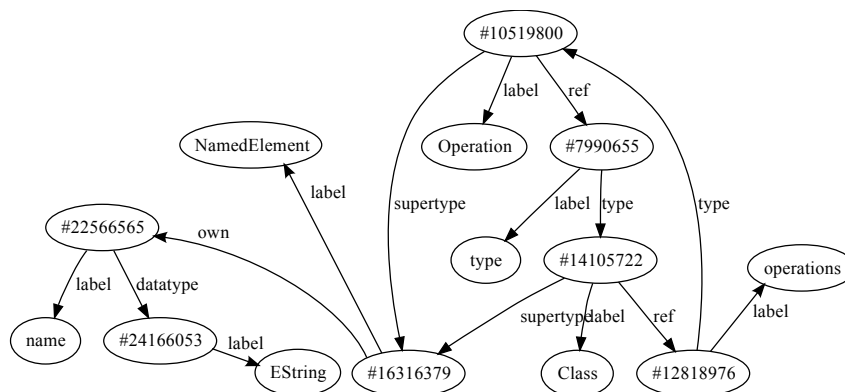 #10519800
label
ref
NamedElement
Operation
#7990655
label
supertype
label
type
type
#22566565
own
type
#14105722
operations
label
datatype
supertype
label
ref
label
name
#24166053
label
EString
#16316379
Class
#12818976